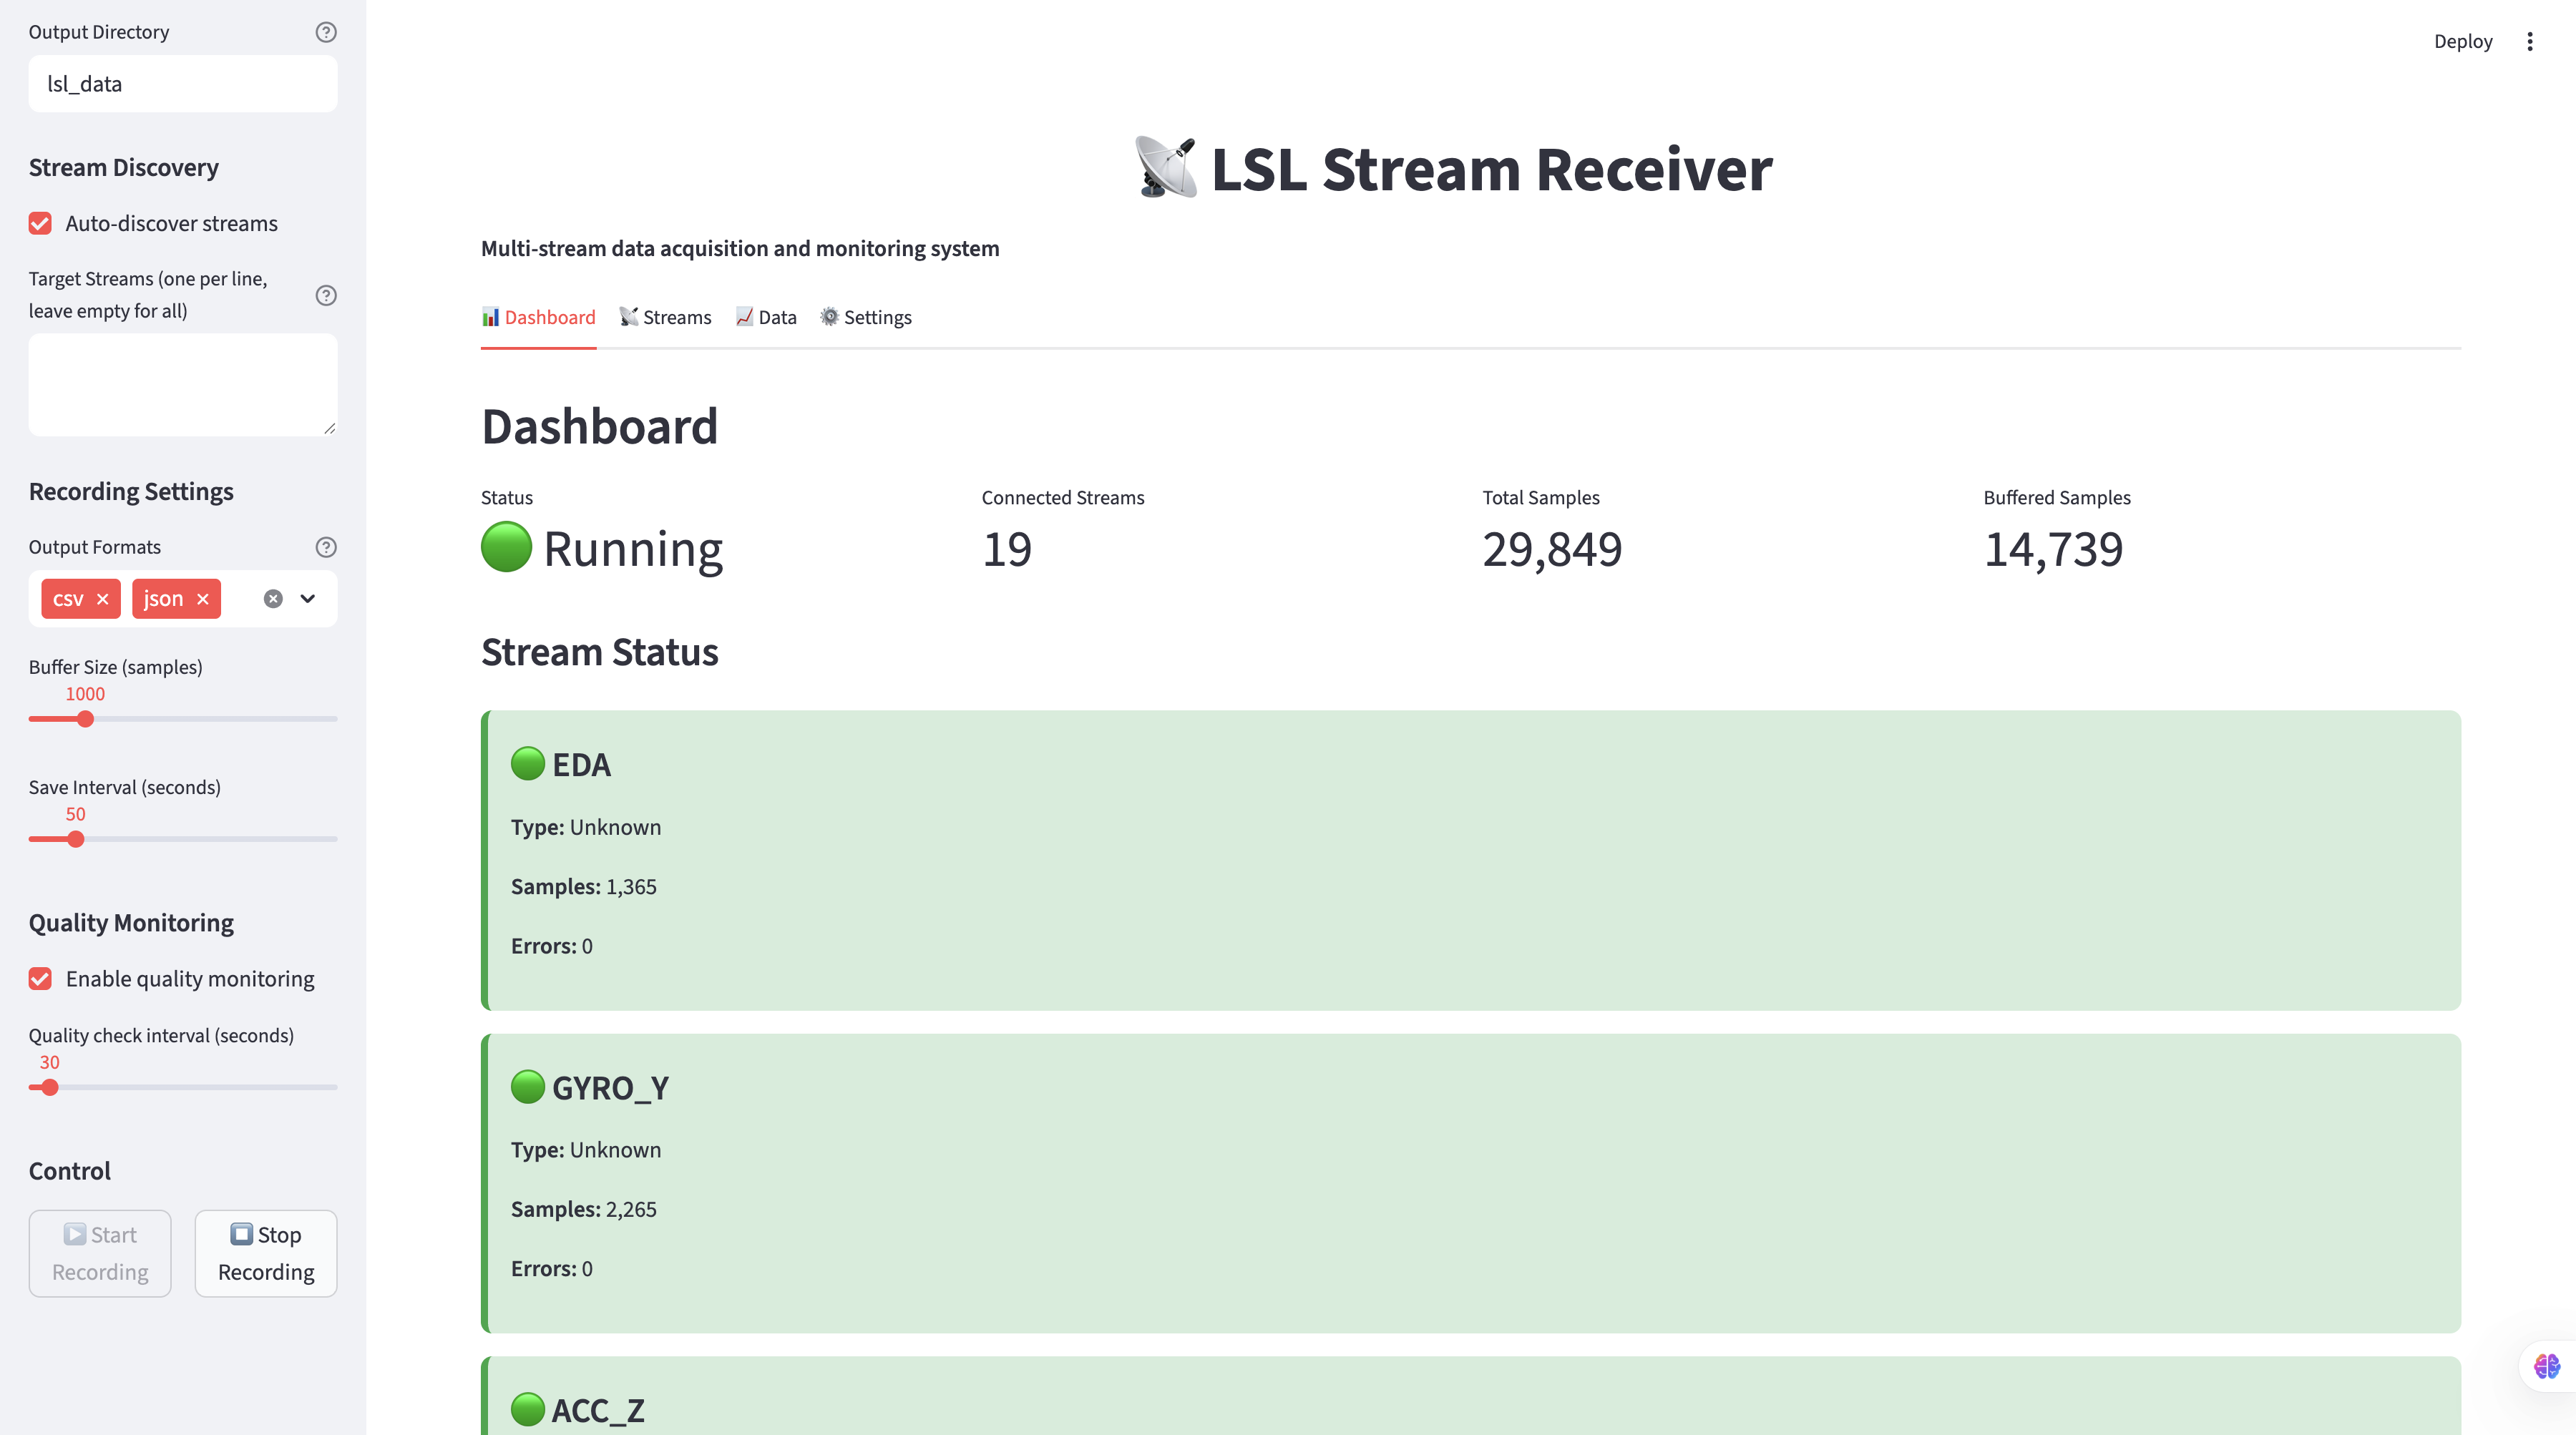 Output Directory
lsl_data
Stream Discovery
Auto-discover streams
Target Streams (one per line,
leave empty for all)
Recording Settings
Output Formats
csv json
Buffer Size (samples)
1000
Save Interval (seconds)
50
Quality Monitoring
Enable quality monitoring
Quality check interval (seconds)
30
Control
Start
Recording
Stop
Recording
Deploy
LSL Stream Receiver
Multi-stream data acquisition and monitoring system
Dashboard Streams Data Settings
Dashboard
Status Connected Streams Total Samples Buffered Samples
Running 19 29,849 14,739
Stream Status
EDA
Type: Unknown
Samples: 1,365
Errors: 0
GYRO_Y
Type: Unknown
Samples: 2,265
Errors: 0
ACC_Z